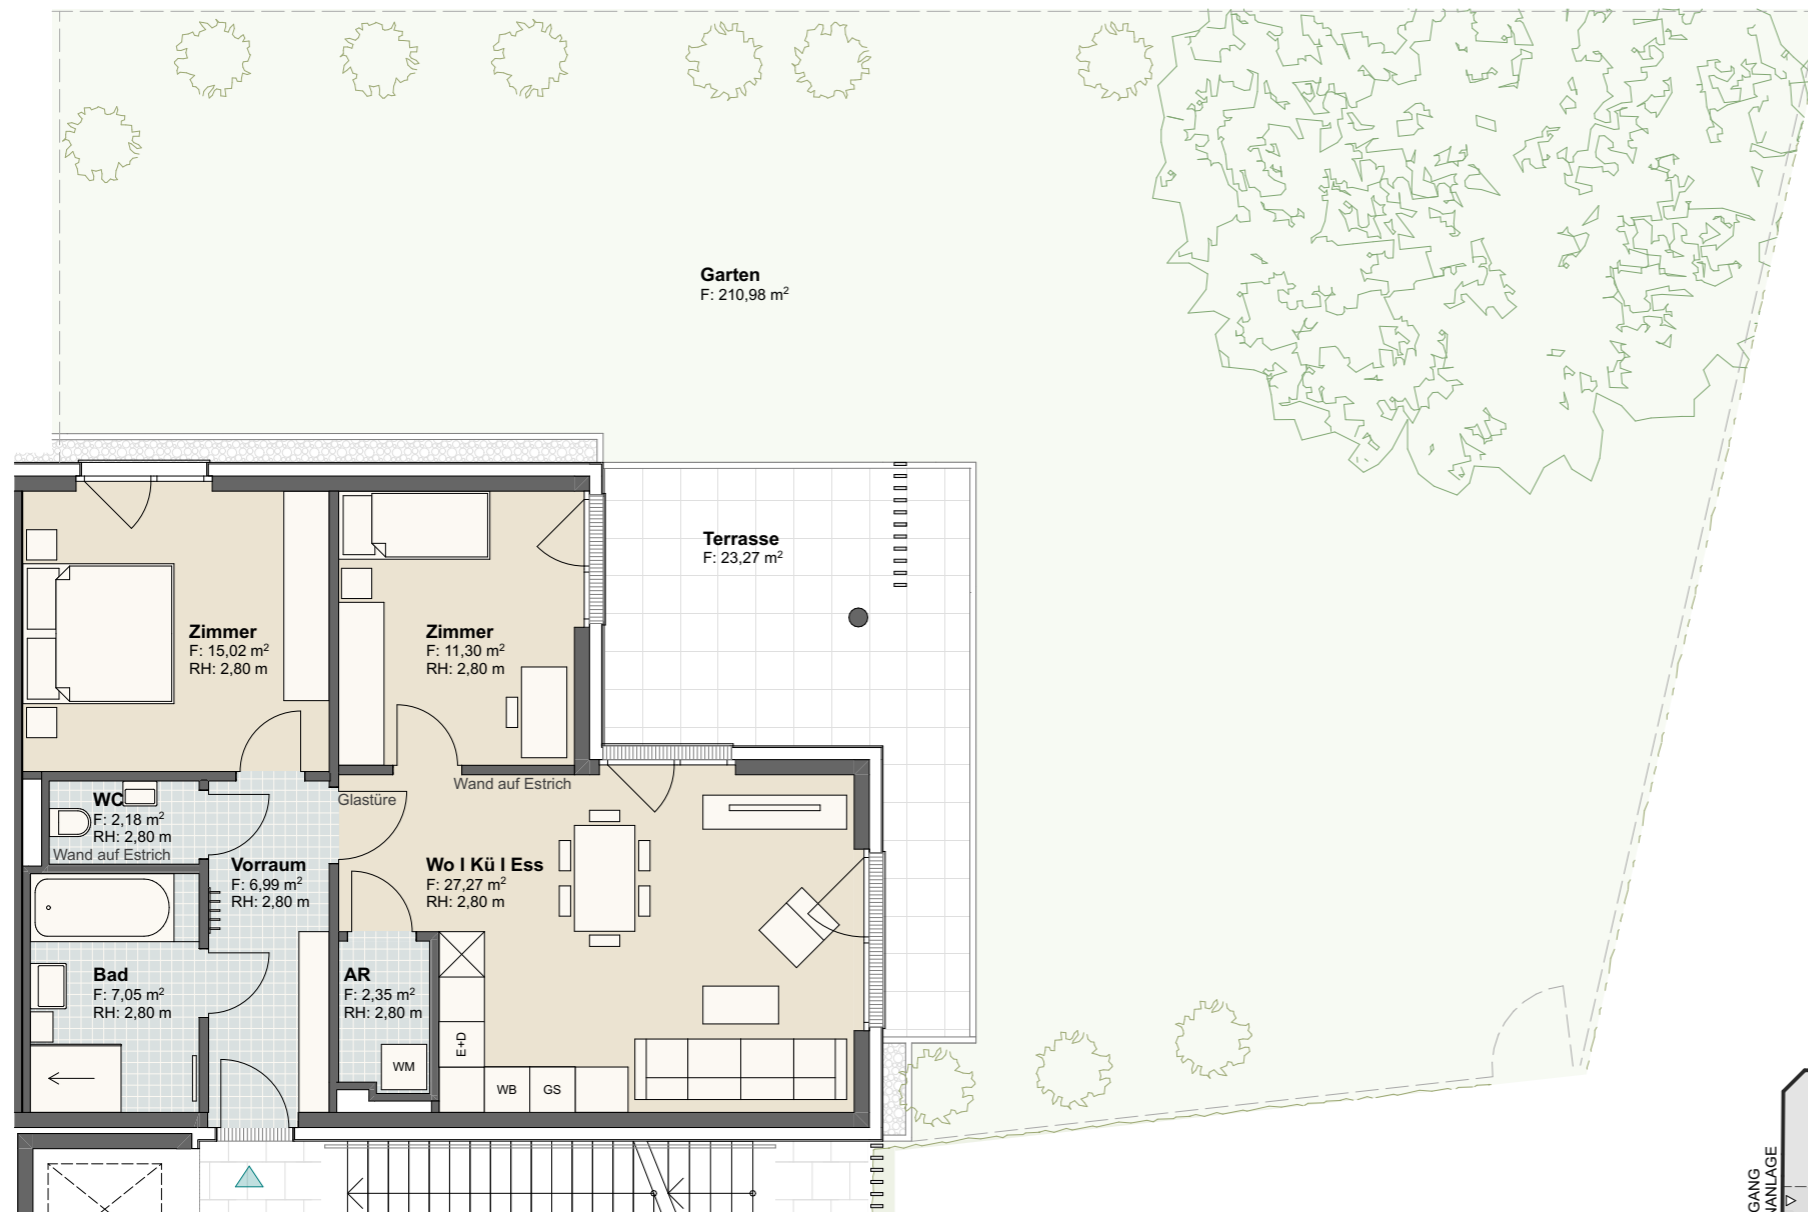 Garten
F: 210,98 m²
Terrasse
F: 23,27 m²
Zimmer
F: 15,02 m²
RH: 2,80 m
Zimmer
F: 11,30 m²
RH: 2,80 m
Wand auf Estrich
Glastüre
WC
F: 2,18 m²
RH: 2,80 m
Wand auf Estrich
Vorraum
F: 6,99 m²
RH: 2,80 m
Wo I Kü I Ess
F: 27,27 m²
RH: 2,80 m
Bad
F: 7,05 m²
RH: 2,80 m
AR
F: 2,35 m²
RH: 2,80 m
WM
E+D
WB
GS
GANG
NANLAGE